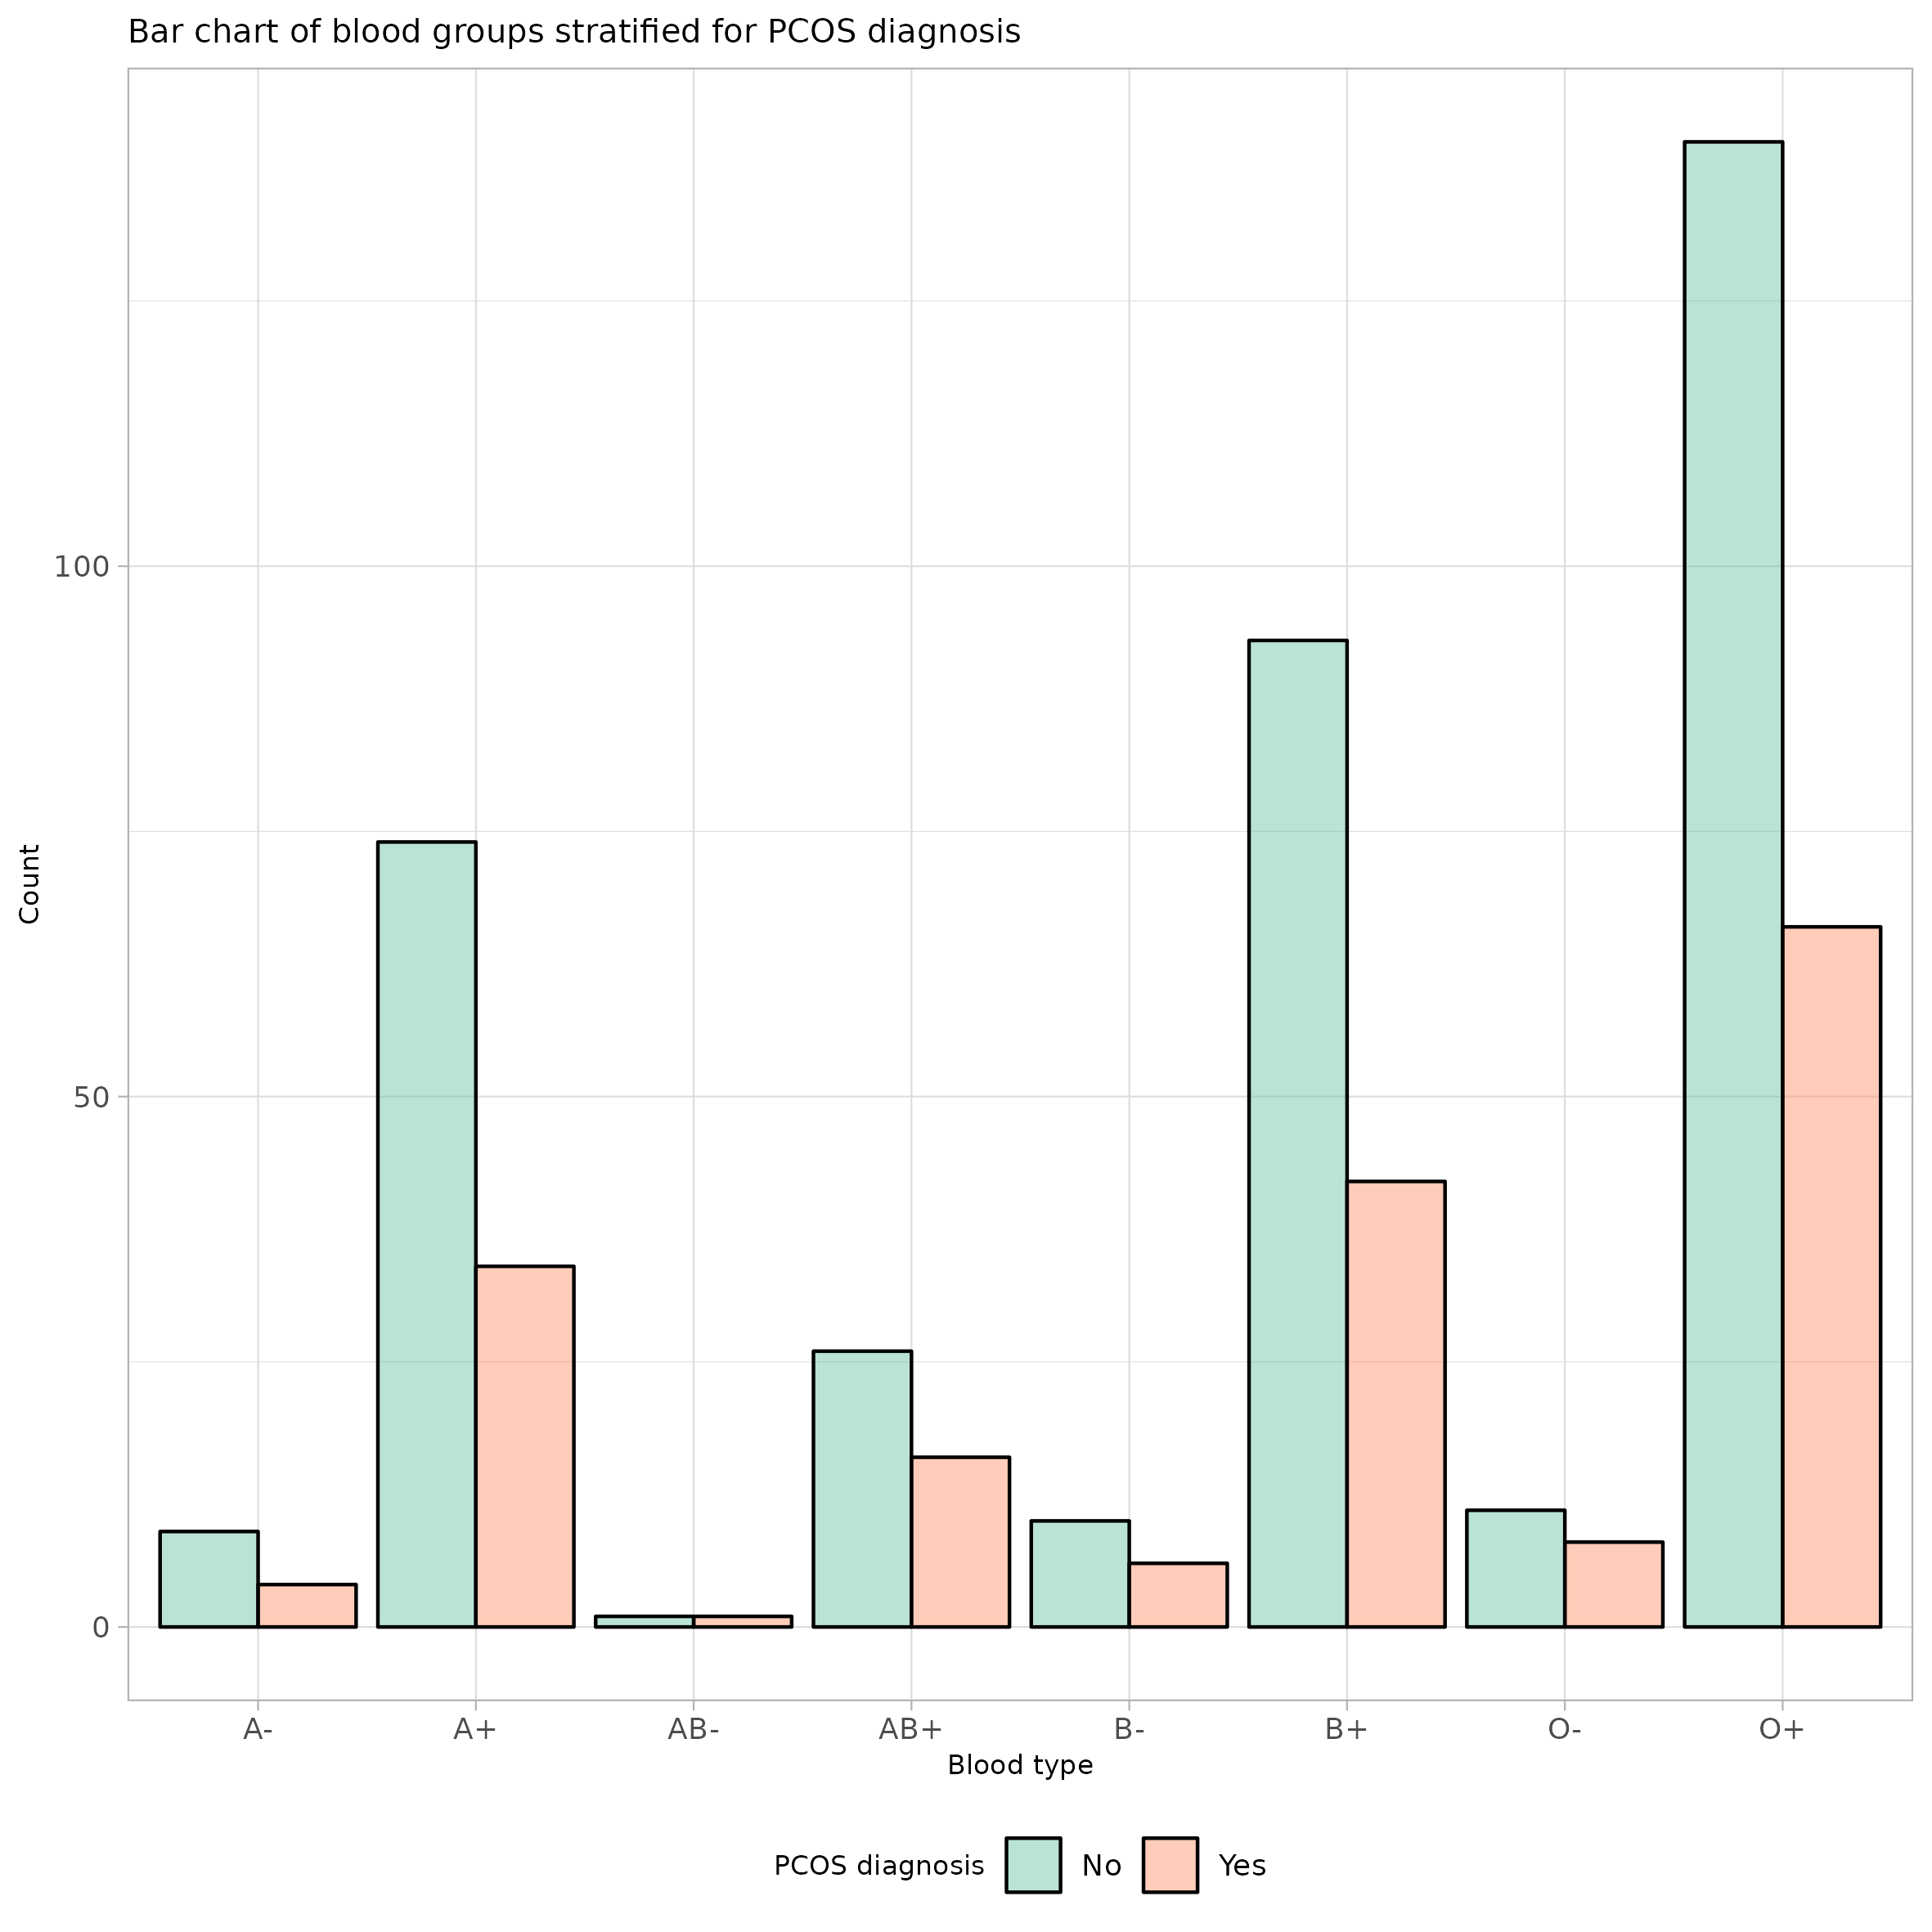 Bar chart of blood groups stratified for PCOS diagnosis
Count
100
50
0
A- A+ AB- AB+ B- B+ O- O+
Blood type
PCOS diagnosis No Yes